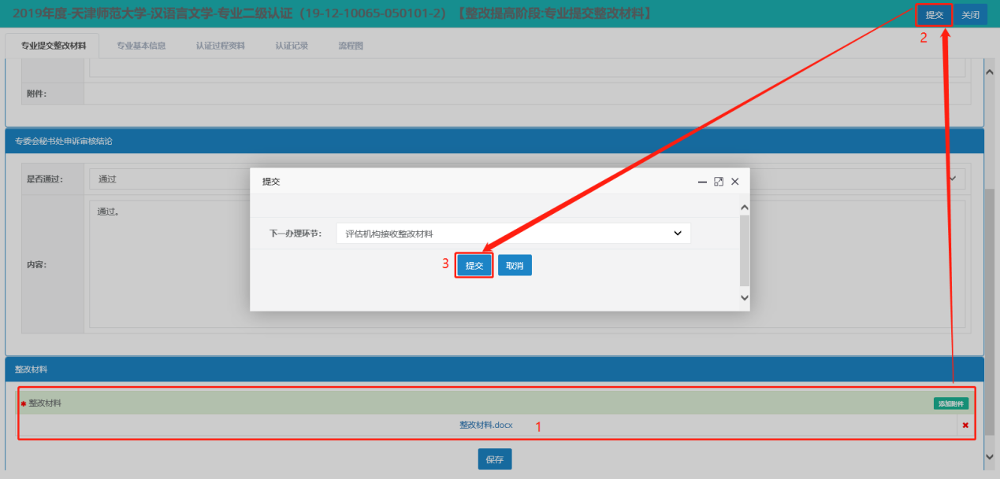 2019年度-天津师范大学-汉语言文学-专业二级认证（19-12-10065-050101-2）【整改提高阶段:专业提交整改材料】
提交 关闭
2
专业提交整改材料 专业基本信息 认证过程资料 认证记录 流程图
附件:
专委会秘书处申诉审核结论
是否通过: 通过
提交
通过。
下一办理环节: 评估机构接收整改材料
内容:
3 提交 取消
整改材料
* 整改材料 添加附件
整改材料.docx 1
保存